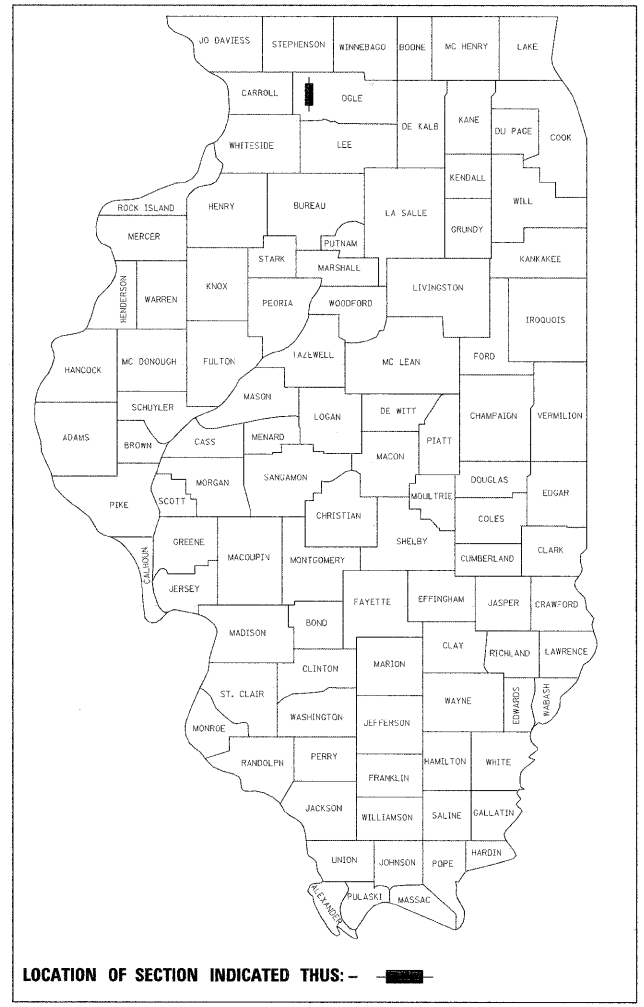 JO DAVIESS
STEPHENSON
WINNEBAGO
BOONE
MC HENRY
LAKE
CARROLL
OGLE
DE KALB
KANE
DU PAGE
COOK
WHITESIDE
LEE
KENDALL
WILL
ROCK ISLAND
HENRY
BUREAU
LA SALLE
GRUNDY
MERCER
PUTNAM
STARK
MARSHALL
KANKAKEE
HENDERSON
WARREN
KNOX
PEORIA
WOODFORD
LIVINGSTON
IROQUOIS
HANCOCK
MC DONOUGH
FULTON
TAZEWELL
MC LEAN
FORD
SCHUYLER
MASON
LOGAN
DE WITT
CHAMPAIGN
VERMILION
ADAMS
BROWN
CASS
MENARD
MACON
PIATT
MORGAN
SANGAMON
MOULTRIE
DOUGLAS
EDGAR
PIKE
SCOTT
CHRISTIAN
COLES
GREENE
MACOUPIN
MONTGOMERY
SHELBY
CUMBERLAND
CLARK
CALHOUN
JERSEY
FAYETTE
EFFINGHAM
JASPER
CRAWFORD
MADISON
BOND
CLAY
RICHLAND
LAWRENCE
CLINTON
MARION
ST. CLAIR
WAYNE
EDWARDS
WABASH
WASHINGTON
JEFFERSON
MONROE
RANDOLPH
PERRY
HAMILTON
WHITE
FRANKLIN
JACKSON
WILLIAMSON
SALINE
GALLATIN
UNION
JOHNSON
POPE
HARDIN
ALEXANDER
PULASKI
MASSAC
LOCATION OF SECTION INDICATED THUS: –